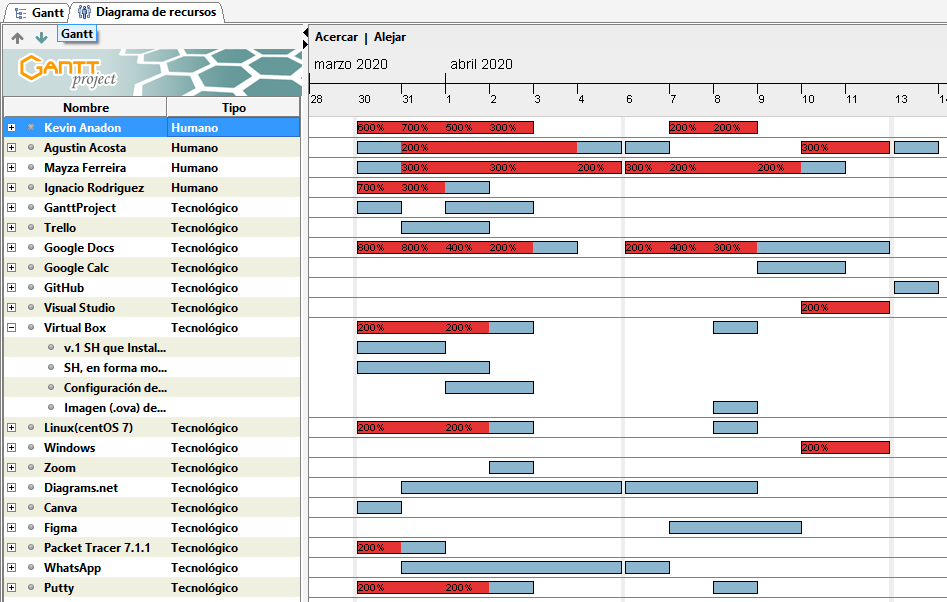 Gantt Diagrama de recursos
Gantt
Acercar | Alejar
GANTT project
marzo 2020 abril 2020
Nombre Tipo
28 30 31 1 2 3 4 6 7 8 9 10 11 13 14
Kevin Anadon Humano 600% 700% 500% 300% 200% 200%
Agustin Acosta Humano 200% 300%
Mayza Ferreira Humano 300% 300% 200% 300% 200% 200%
Ignacio Rodriguez Humano 700% 300%
GanttProject Tecnológico
Trello Tecnológico
Google Docs Tecnológico 800% 800% 400% 200% 200% 400% 300%
Google Calc Tecnológico
GitHub Tecnológico
Visual Studio Tecnológico 200%
Virtual Box Tecnológico 200% 200%
v.1 SH que Instal...
SH, en forma mo...
Configuración de...
Imagen (.ova) de...
Linux(centOS 7) Tecnológico 200% 200%
Windows Tecnológico 200%
Zoom Tecnológico
Diagrams.net Tecnológico
Canva Tecnológico
Figma Tecnológico
Packet Tracer 7.1.1 Tecnológico 200%
WhatsApp Tecnológico
Putty Tecnológico 200% 200%